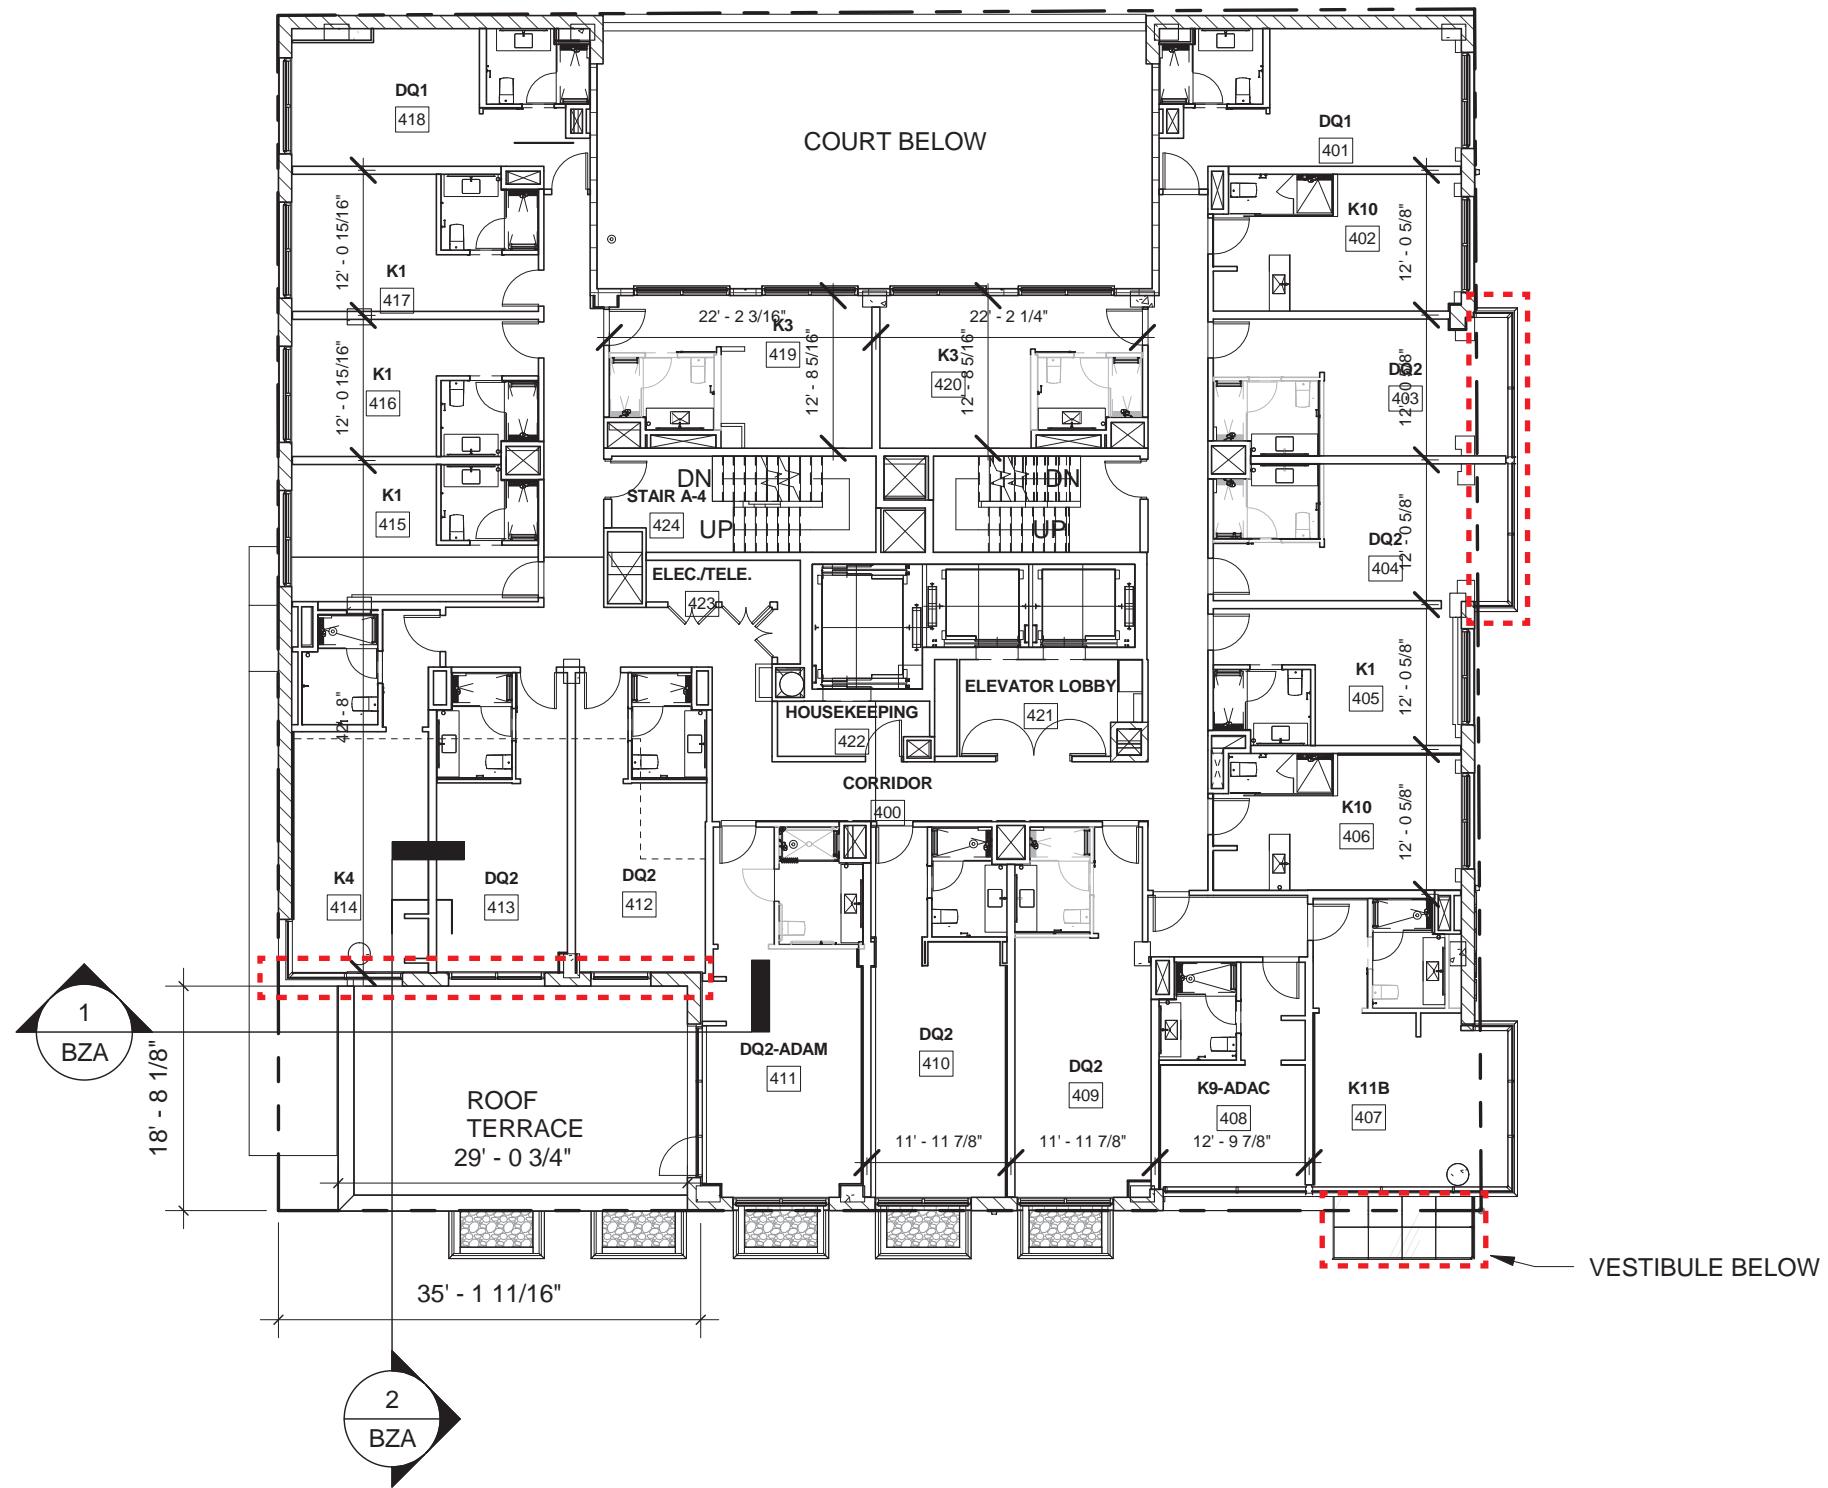 DQ1
418
COURT BELOW
DQ1
401
K1
417
12' - 0 15/16"
K10
402
12' - 0 5/8"
22' - 2 3/16"
22' - 2 1/4"
K3
419
12' - 8 5/16"
K3
420
12' - 8 5/16"
K1
416
12' - 0 15/16"
DQ2
403
12' - 0 5/8"
K1
415
DN
STAIR A-4
424
UP
DN
UP
DQ2
404
12' - 0 5/8"
ELEC./TELE.
423
K1
405
12' - 0 5/8"
ELEVATOR LOBBY
421
HOUSEKEEPING
422
42' - 8"
CORRIDOR
400
K10
406
12' - 0 5/8"
K4
414
DQ2
413
DQ2
412
1
BZA
18' - 8 1/8"
DQ2-ADAM
411
DQ2
410
DQ2
409
K9-ADAC
408
K11B
407
ROOF
TERRACE
29' - 0 3/4"
11' - 11 7/8"
11' - 11 7/8"
12' - 9 7/8"
VESTIBULE BELOW
35' - 1 11/16"
2
BZA